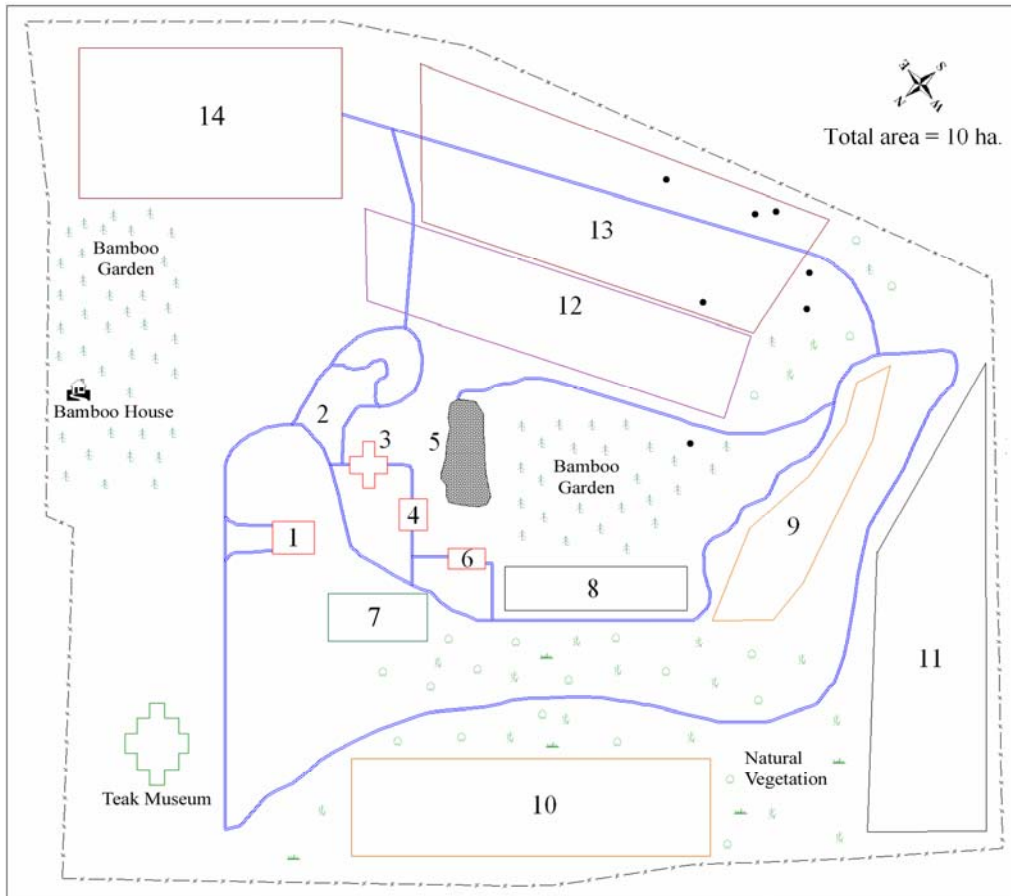 14
S
E
N
W
Total area = 10 ha.
13
Bamboo
Garden
12
Bamboo House
2
3
5
Bamboo
Garden
4
1
9
6
8
7
11
Natural
Vegetation
Teak Museum
10